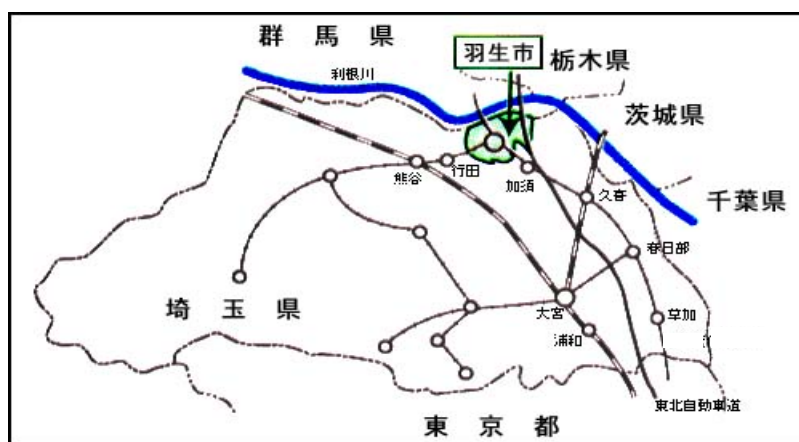 群馬県
羽生市
栃木県
利根川
茨城県
熊谷
行田
加須
久喜
千葉県
春日部
埼玉県
大宮
草加
浦和
東北自動車道
東京都